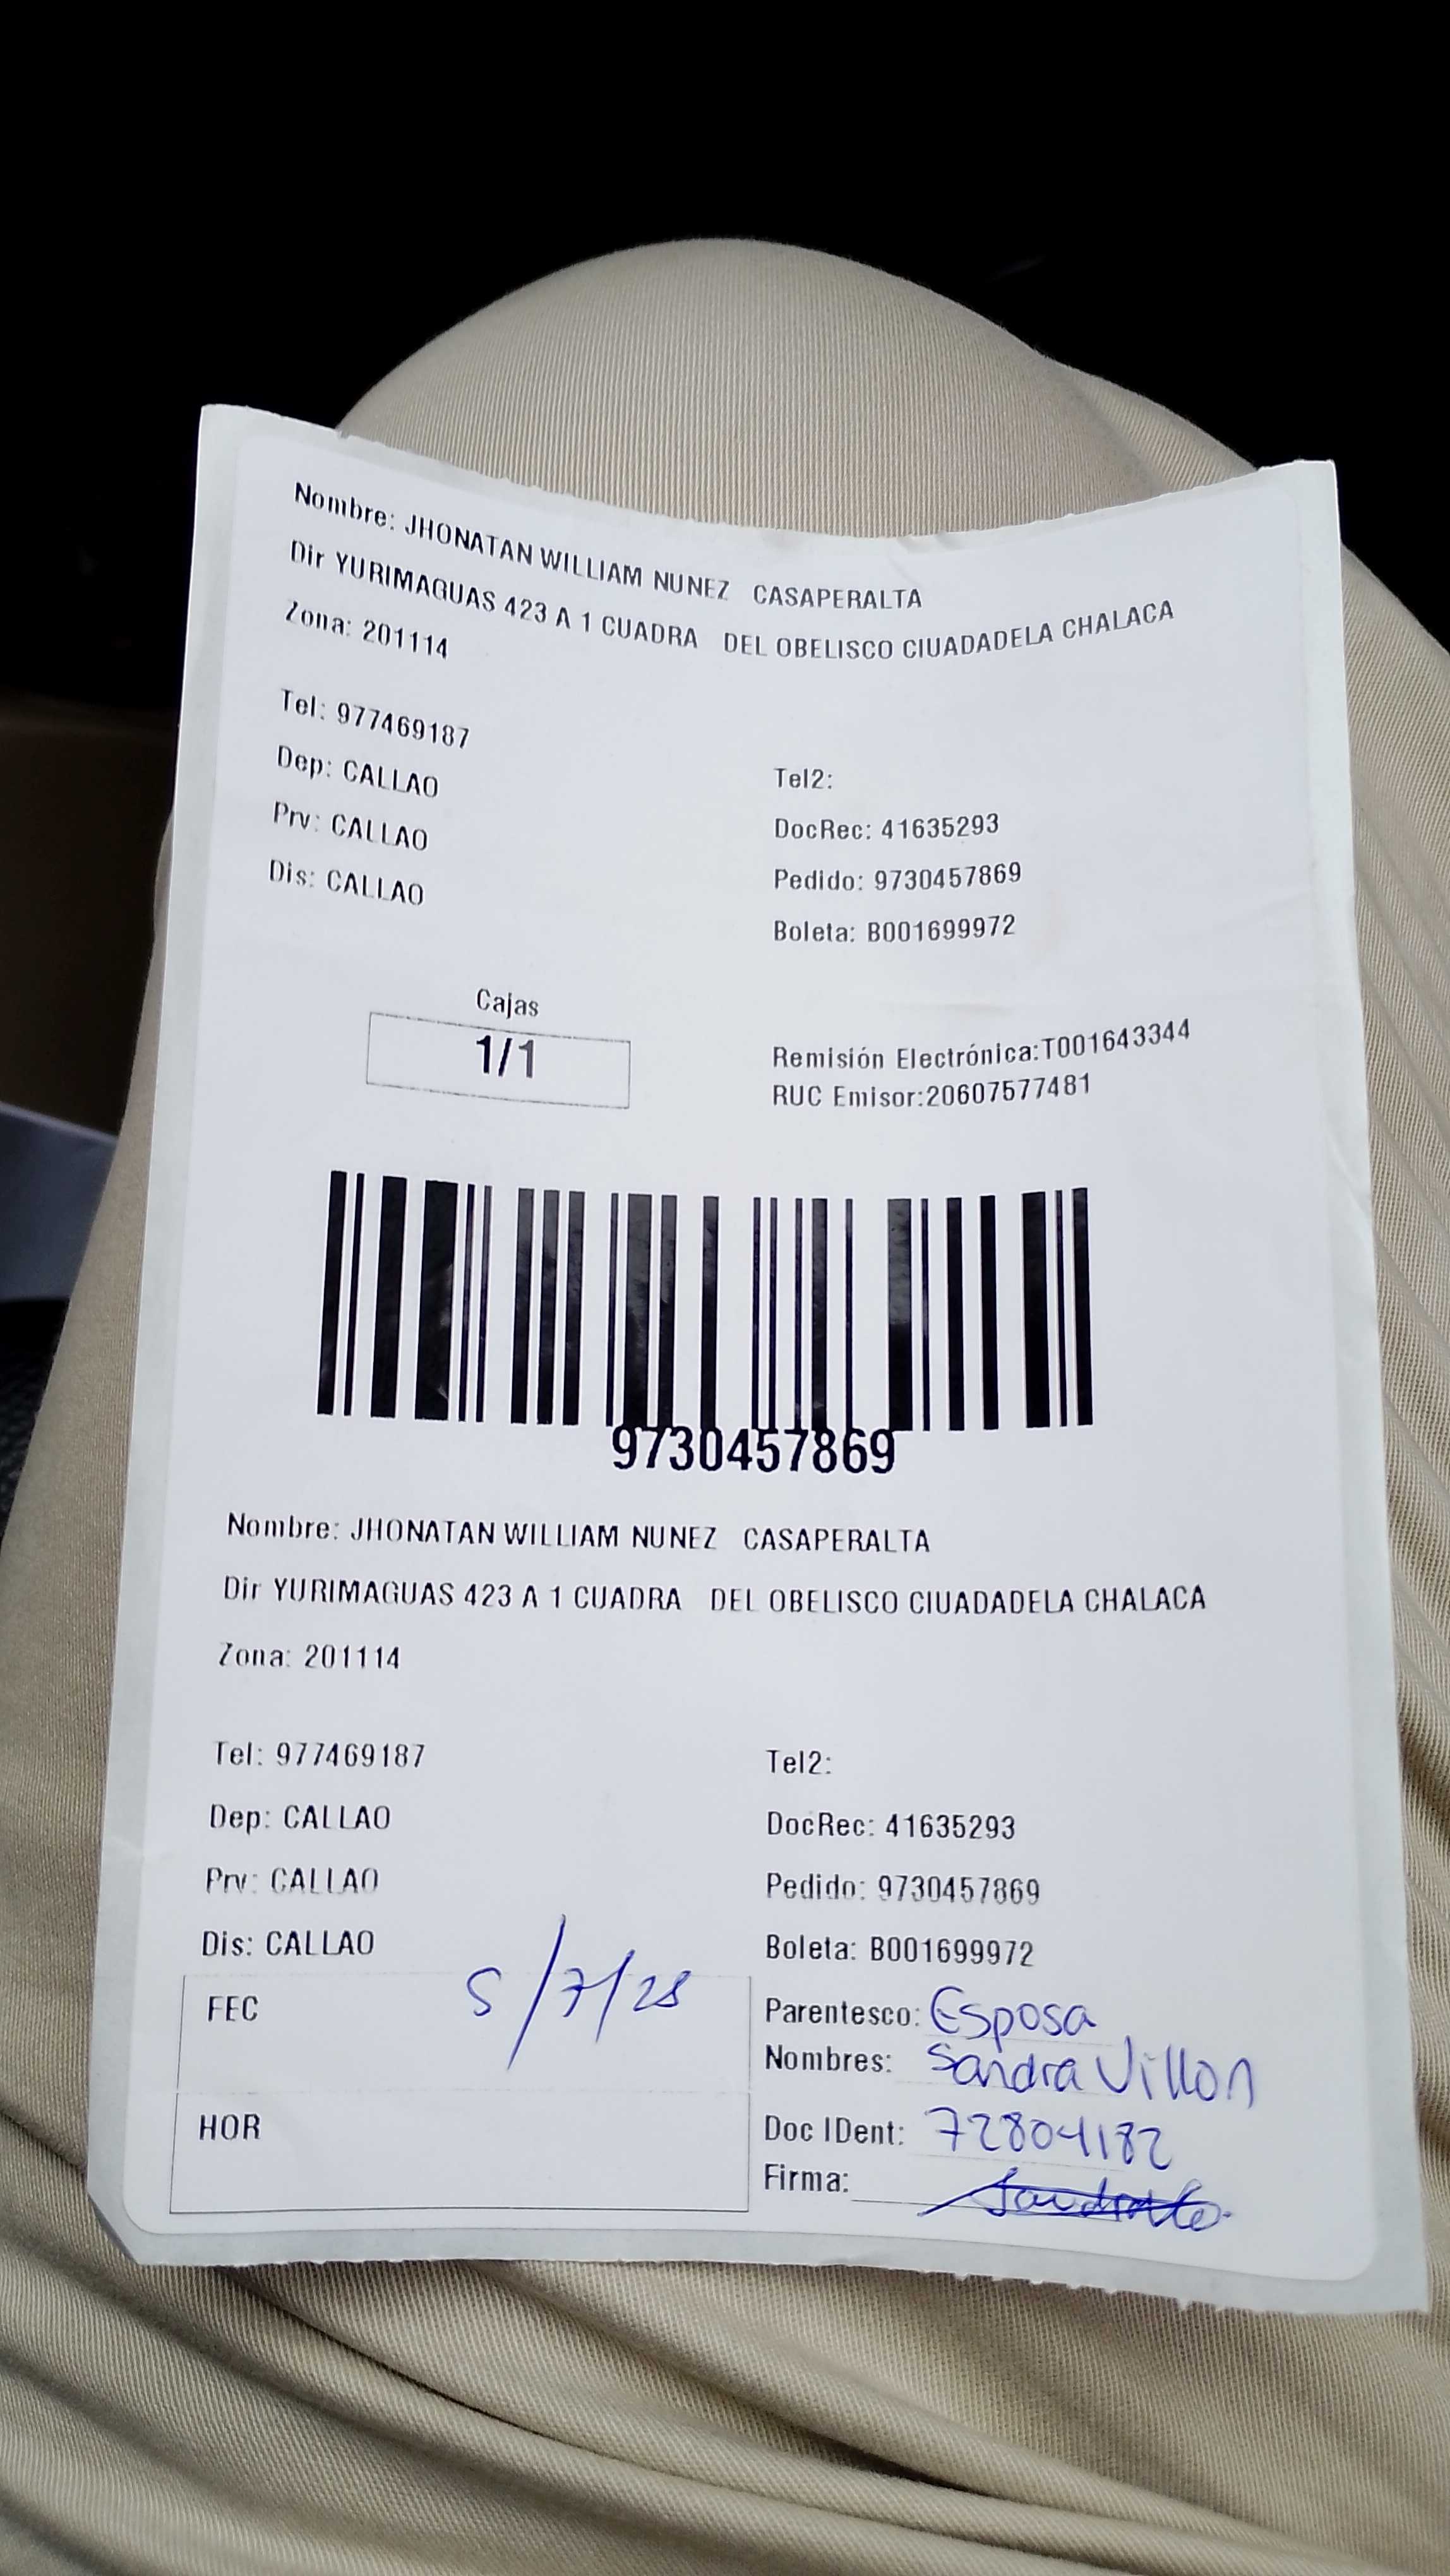 Nombre: JHONATAN WILLIAM NUNEZ CASAPERALTA
Dir YURIMAGUAS 423 A 1 CUADRA DEL OBELISCO CIUADADELA CHALACA
Zona: 201114
Tel: 977469187
Dep: CALLAO
Prv: CALLAO
Dis: CALLAO
Tel2:
DocRec: 41635293
Pedido: 9730457869
Boleta: B001699972
Cajas
1/1
Remisión Electrónica:T001643344
RUC Emisor:20607577481
9730457869
Nombre: JHONATAN WILLIAM NUNEZ CASAPERALTA
Dir YURIMAGUAS 423 A 1 CUADRA DEL OBELISCO CIUADADELA CHALACA
Zona: 201114
Tel: 977469187
Dep: CALLAO
Prv: CALLAO
Dis: CALLAO
Tel2:
DocRec: 41635293
Pedido: 9730457869
Boleta: B001699972
FEC 5/7/25
HOR
Parentesco: Esposa
Nombres: Sandra Villon
Doc IDent: 72804182
Firma: